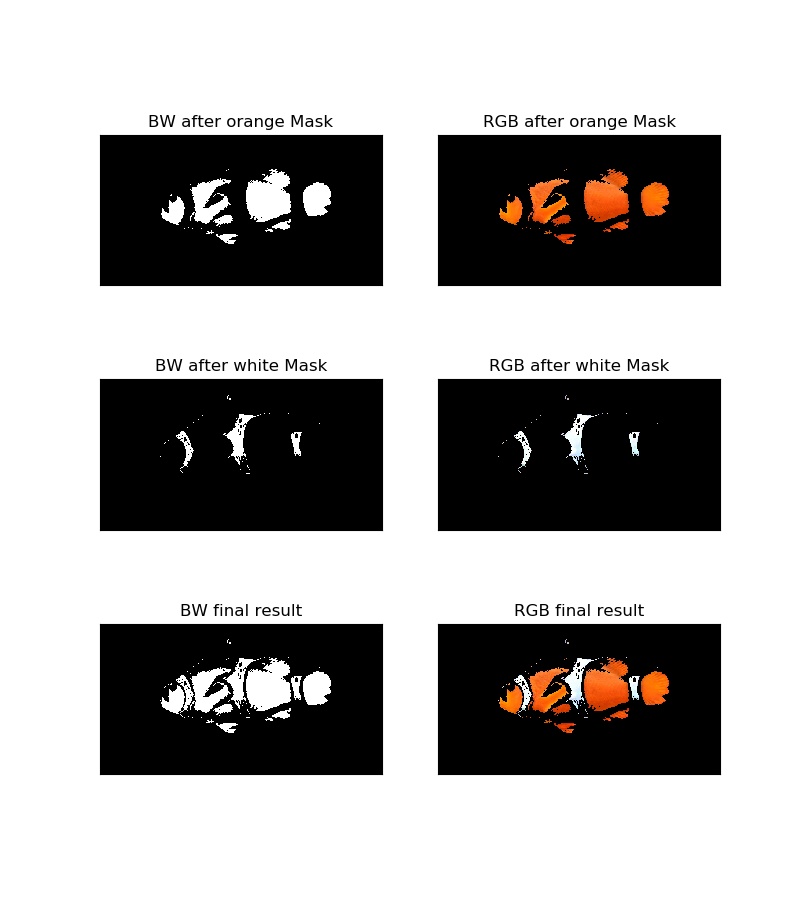 BW after orange Mask
RGB after orange Mask
BW after white Mask
RGB after white Mask
BW final result
RGB final result